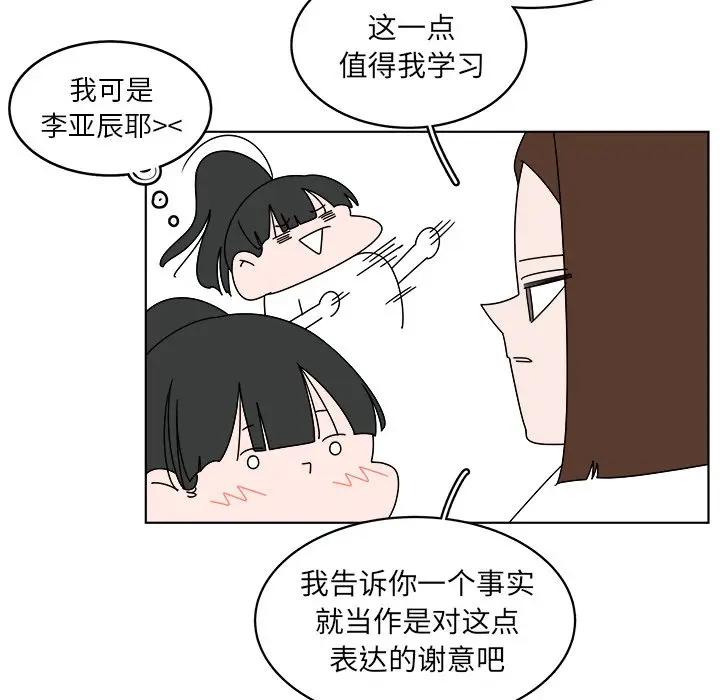 这一点
值得我学习
我可是
李亚辰耶><
我告诉你一个事实
就当作是对这点
表达的谢意吧